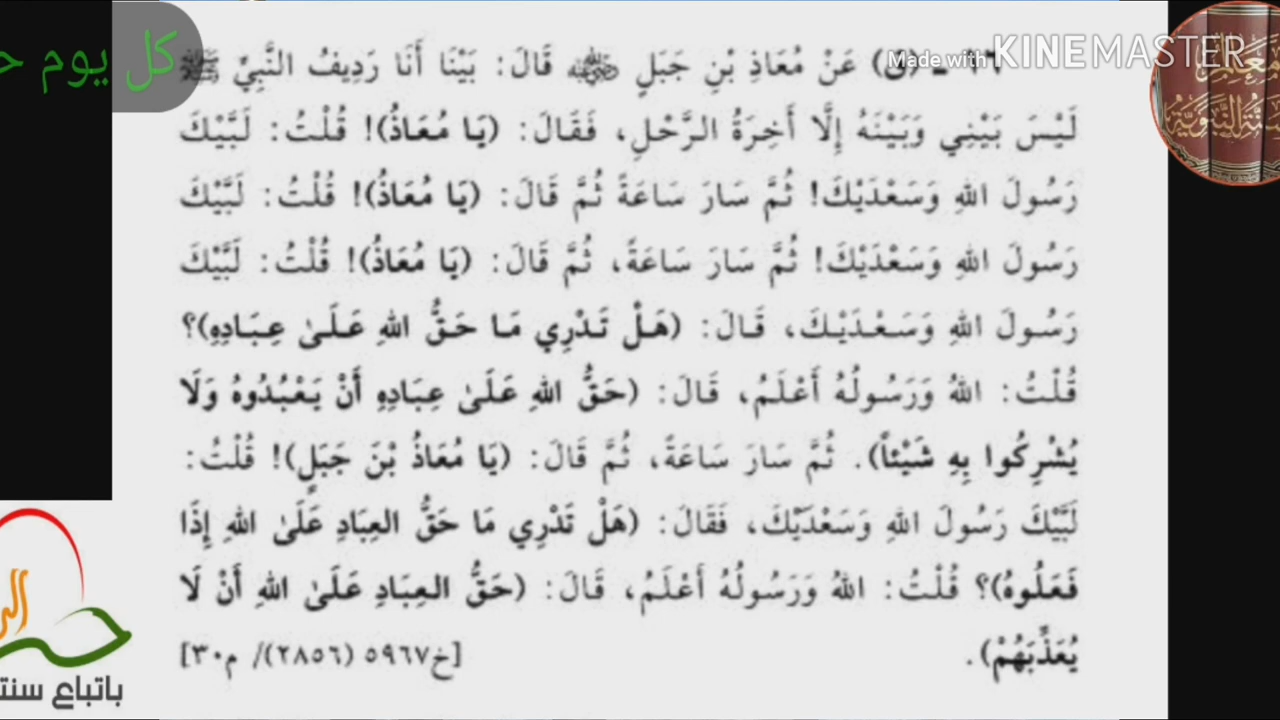 كل يوم
Made with KINEMASTER
ـ (ق) عَنْ مُعَاذِ بْنِ جَبَلٍ ﷺ قَالَ: بَيْنَا أَنَا رَدِيفُ النَّبِيِّ ﷺ
لَيْسَ بَيْنِي وَبَيْنَهُ إِلَّا أَخِرَةُ الرَّحْلِ، فَقَالَ: (يَا مُعَاذُ)! قُلْتُ: لَبَّيْكَ
رَسُولَ اللهِ وَسَعْدَيْكَ! ثُمَّ سَارَ سَاعَةً ثُمَّ قَالَ: (يَا مُعَاذُ)! قُلْتُ: لَبَّيْكَ
رَسُولَ اللهِ وَسَعْدَيْكَ! ثُمَّ سَارَ سَاعَةً، ثُمَّ قَالَ: (يَا مُعَاذُ)! قُلْتُ: لَبَّيْكَ
رَسُولَ اللهِ وَسَعْدَيْكَ، قَالَ: (هَلْ تَدْرِي مَا حَقُّ اللهِ عَلَىٰ عِبَادِهِ)؟
قُلْتُ: اللهُ وَرَسُولُهُ أَعْلَمُ، قَالَ: (حَقُّ اللهِ عَلَىٰ عِبَادِهِ أَنْ يَعْبُدُوهُ وَلَا
يُشْرِكُوا بِهِ شَيْئاً). ثُمَّ سَارَ سَاعَةً، ثُمَّ قَالَ: (يَا مُعَاذُ بْنَ جَبَلٍ)! قُلْتُ:
لَبَّيْكَ رَسُولَ اللهِ وَسَعْدَيْكَ، فَقَالَ: (هَلْ تَدْرِي مَا حَقُّ العِبَادِ عَلَىٰ اللهِ إِذَا
فَعَلُوهُ)؟ قُلْتُ: اللهُ وَرَسُولُهُ أَعْلَمُ، قَالَ: (حَقُّ العِبَادِ عَلَىٰ اللهِ أَنْ لَا
يُعَذِّبَهُمْ).
[خ٥٩٦٧ (٢٨٥٦)/ م٣٠]
باتباع